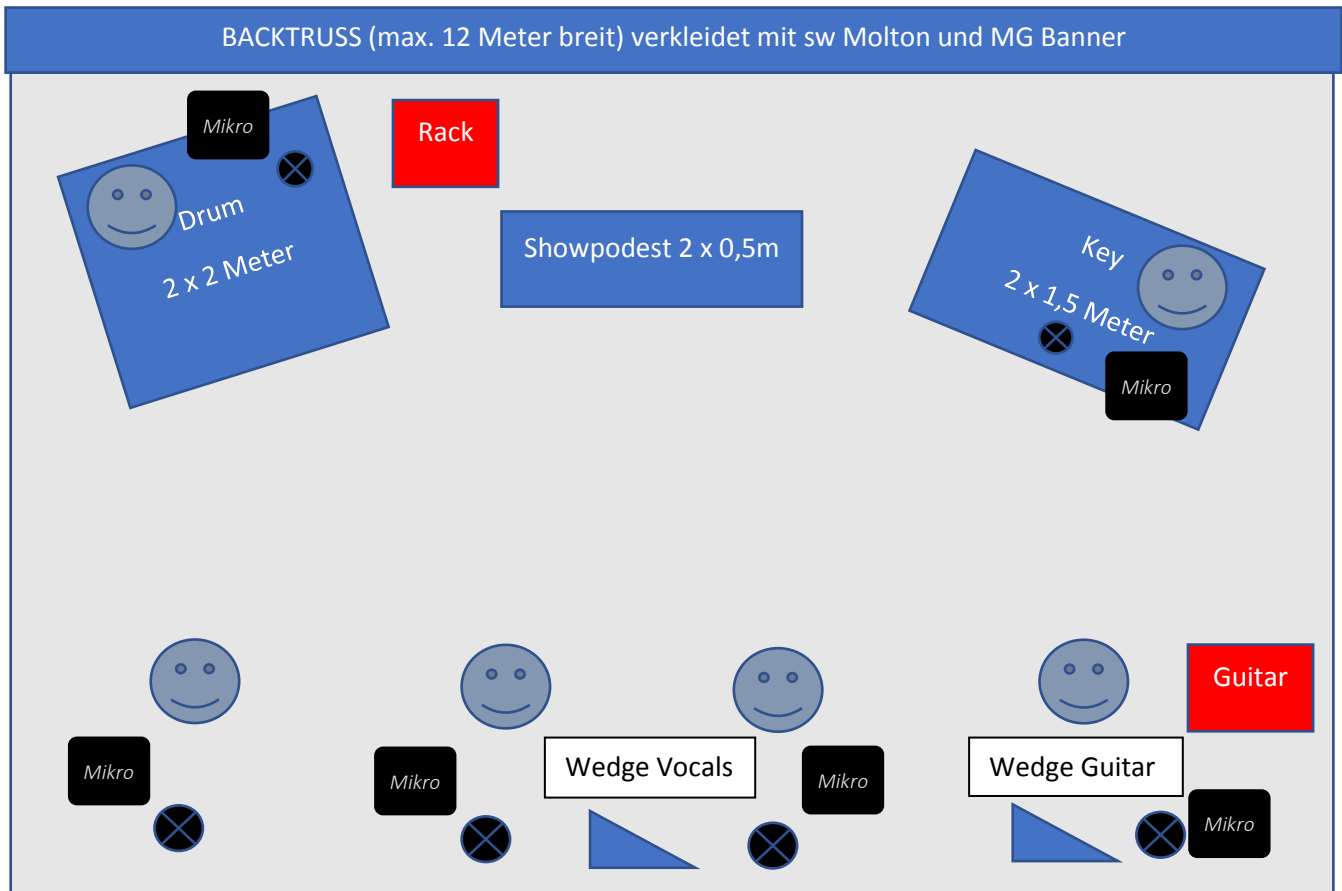 BACKTRUSS (max. 12 Meter breit) verkleidet mit sw Molton und MG Banner
Mikro
Rack
Drum
2 x 2 Meter
Showpodest 2 x 0,5m
Key
2 x 1,5 Meter
Mikro
Guitar
Mikro
Mikro
Wedge Vocals
Mikro
Wedge Guitar
Mikro